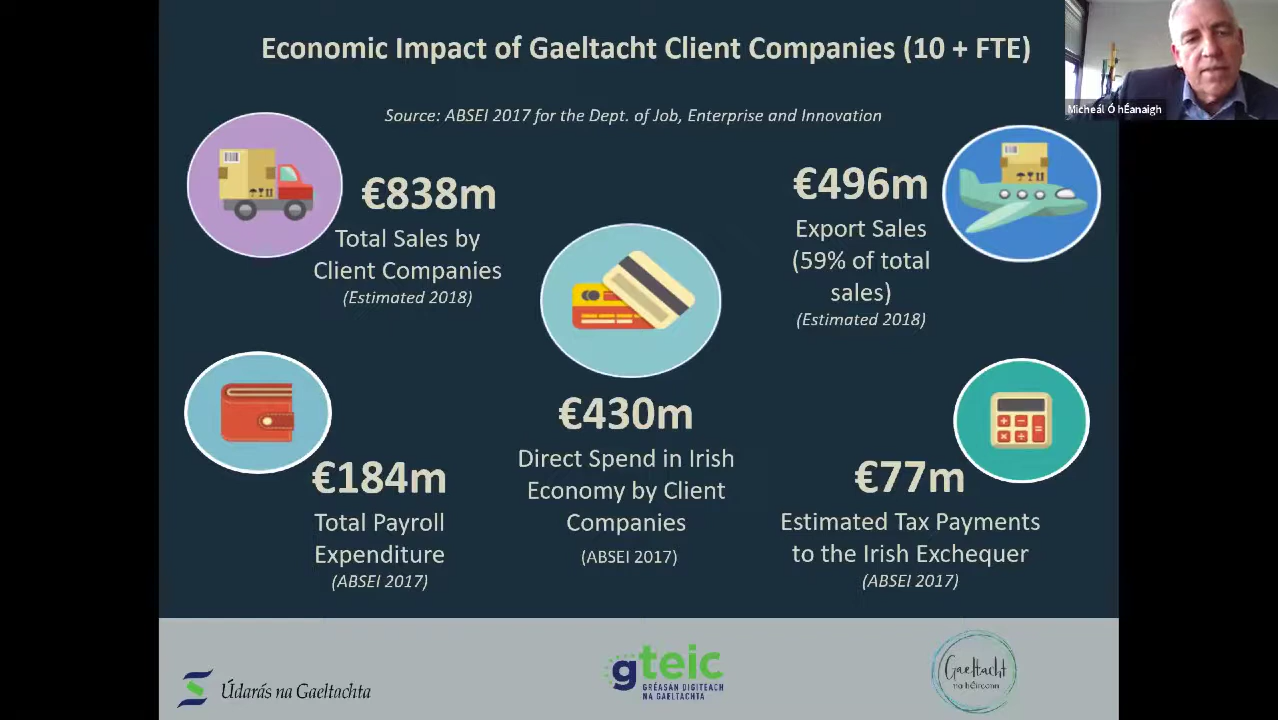 Economic Impact of Gaeltacht Client Companies (10 + FTE)
Micheál Ó hÉanaigh
Source: ABSEI 2017 for the Dept. of Job, Enterprise and Innovation
€838m
Total Sales by
Client Companies
(Estimated 2018)
€496m
Export Sales
(59% of total
sales)
(Estimated 2018)
€430m
Direct Spend in Irish
Economy by Client
Companies
(ABSEI 2017)
€184m
Total Payroll
Expenditure
(ABSEI 2017)
€77m
Estimated Tax Payments
to the Irish Exchequer
(ABSEI 2017)
Údarás na Gaeltachta
gteic
GRÉASÁN DIGITEACH
NA GAELTACHTA
Gaeltacht
na hÉireann